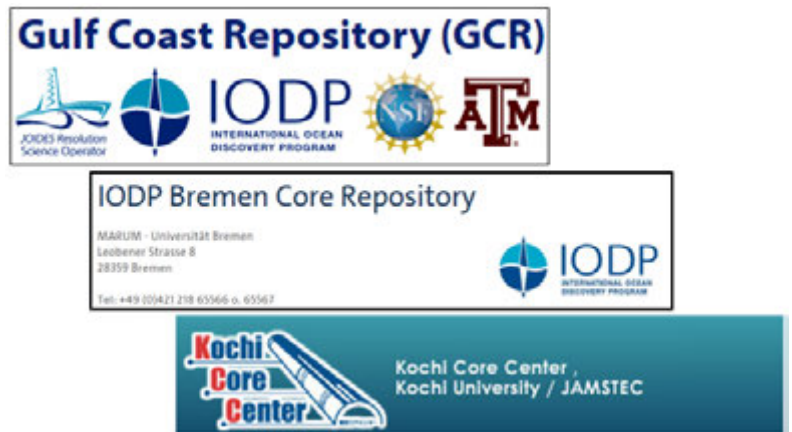 Gulf Coast Repository (GCR)
JOIDES Resolution
Science Operator
IODP
INTERNATIONAL OCEAN
DISCOVERY PROGRAM
NSF
ATM
IODP Bremen Core Repository
MARUM - Universität Bremen
Leobener Strasse 8
28359 Bremen
Tel: +49 (0)421 218 65566 o. 65567
IODP
INTERNATIONAL OCEAN
DISCOVERY PROGRAM
Kochi
Core
Center
Kochi Core Center ,
Kochi University / JAMSTEC